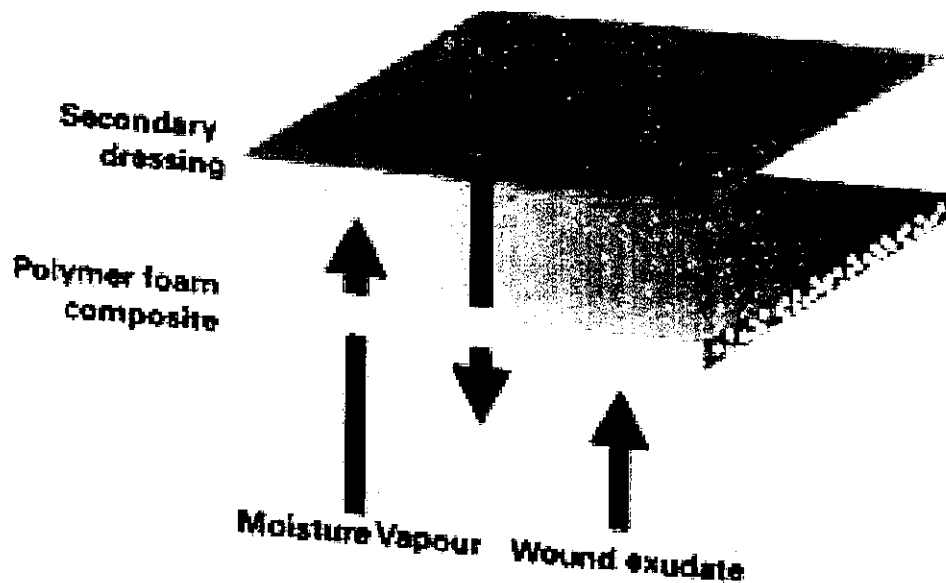 Secondary
dressing
Polymer foam
composite
Moisture Vapour
Wound exudate